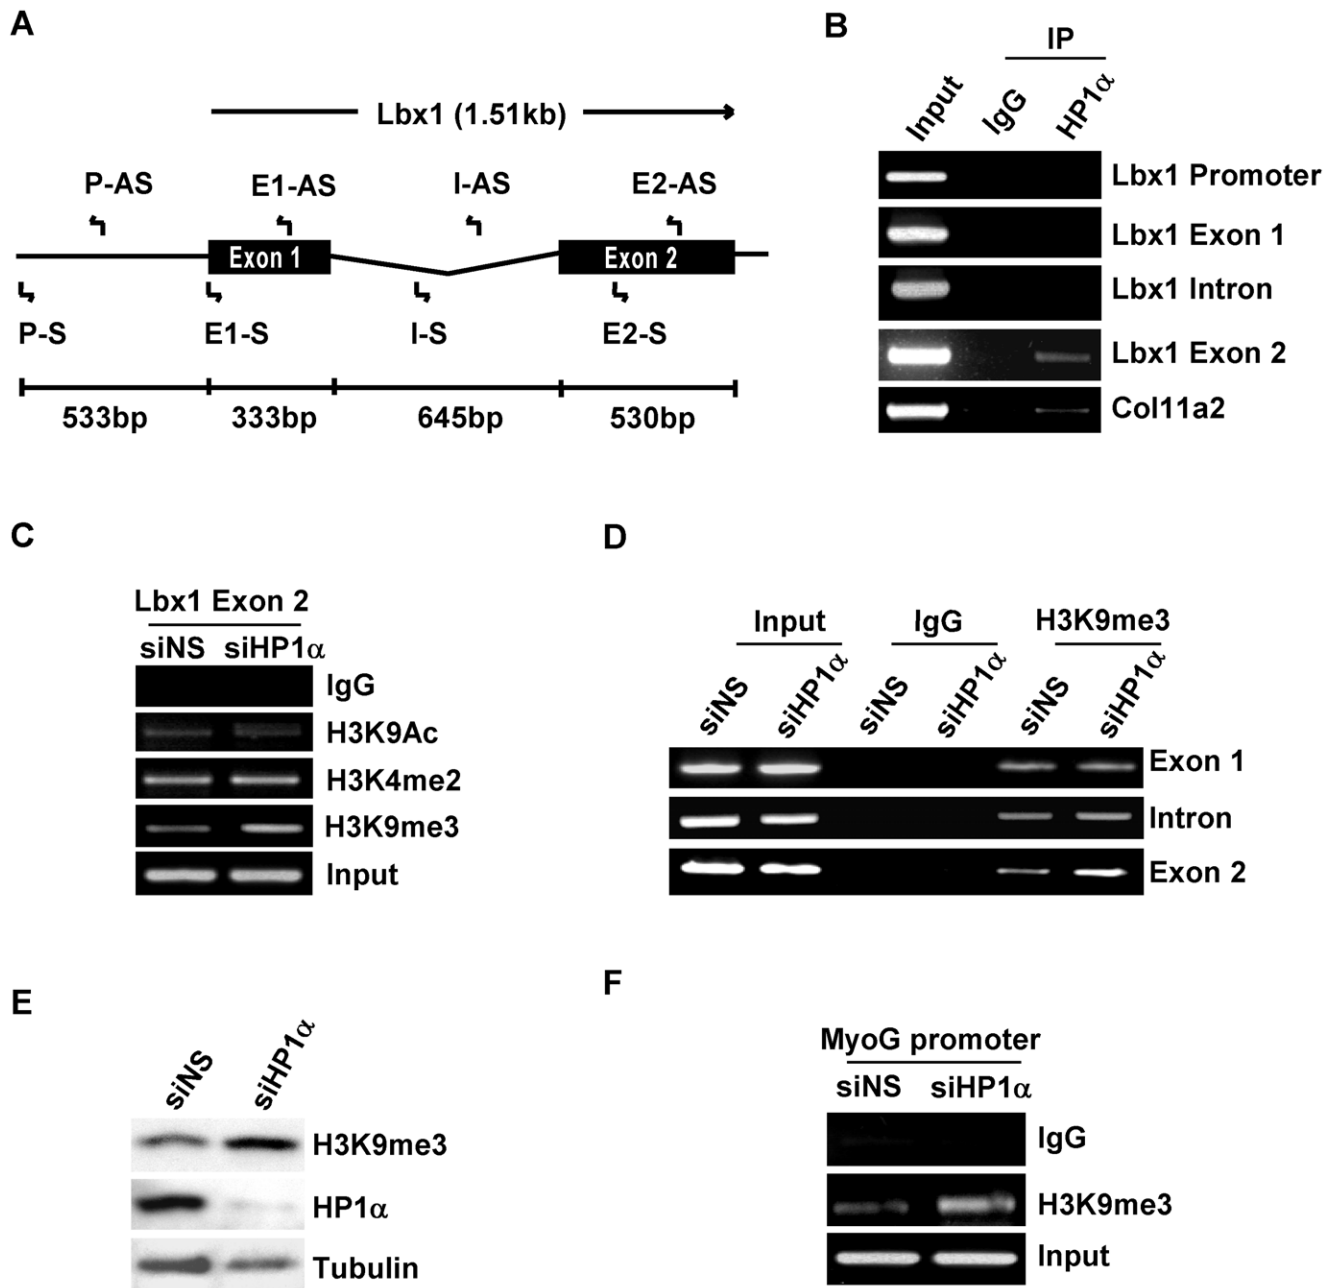 A
Lbx1 (1.51kb)
P-AS
E1-AS
I-AS
E2-AS
Exon 1
Exon 2
P-S
E1-S
I-S
E2-S
533bp
333bp
645bp
530bp
B
IP
Input
IgG
HP1α
Lbx1 Promoter
Lbx1 Exon 1
Lbx1 Intron
Lbx1 Exon 2
Col11a2
C
Lbx1 Exon 2
siNS siHP1α
IgG
H3K9Ac
H3K4me2
H3K9me3
Input
D
Input
IgG
H3K9me3
siNS
siHP1α
siNS
siHP1α
siNS
siHP1α
Exon 1
Intron
Exon 2
E
siNS
siHP1α
H3K9me3
HP1α
Tubulin
F
MyoG promoter
siNS siHP1α
IgG
H3K9me3
Input